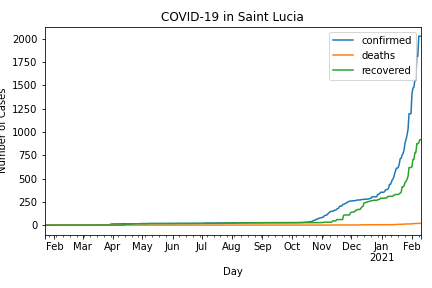 COVID-19 in Saint Lucia
confirmed
deaths
recovered
2000
1750
1500
1250
1000
750
500
250
0
Number of Cases
Feb Mar Apr May Jun Jul Aug Sep Oct Nov Dec Jan Feb
2021
Day